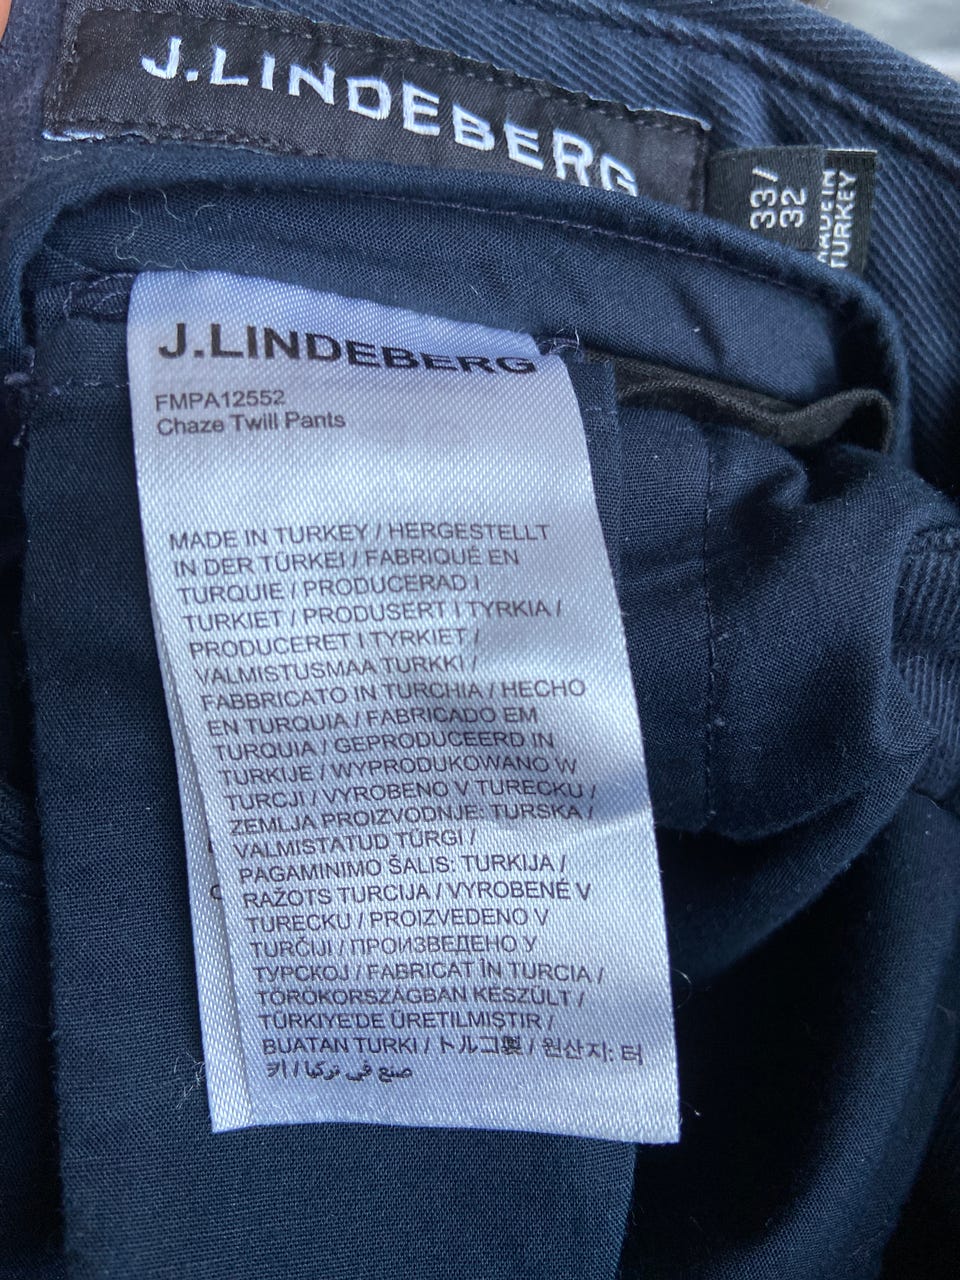 J.LINDEBERG
33/
32
MADE IN
TURKEY
J.LINDEBERG
FMPA12552
Chaze Twill Pants
MADE IN TURKEY / HERGESTELLT
IN DER TÜRKEI / FABRIQUÉ EN
TURQUIE / PRODUCERAD I
TURKIET / PRODUSERT I TYRKIA /
PRODUCERET I TYRKIET /
VALMISTUSMAA TURKKI /
FABBRICATO IN TURCHIA / HECHO
EN TURQUIA / FABRICADO EM
TURQUIA / GEPRODUCEERD IN
TURKIJE / WYPRODUKOWANO W
TURCJI / VYROBENO V TURECKU /
ZEMLJA PROIZVODNJE: TURSKA /
VALMISTATUD TÜRGI /
PAGAMINIMO ŠALIS: TURKIJA /
RAŽOTS TURCIJA / VYROBENÉ V
TURECKU / PROIZVEDENO V
TURČIJI / ПРОИЗВЕДЕНО У
ТУРСКОЈ / FABRICAT ÎN TURCIA /
TÖRÖKORSZÁGBAN KÉSZÜLT /
TÜRKIYE'DE ÜRETILMIŞTIR /
BUATAN TURKI / トルコ製 / 원산지: 터
키 / صنع في تركيا